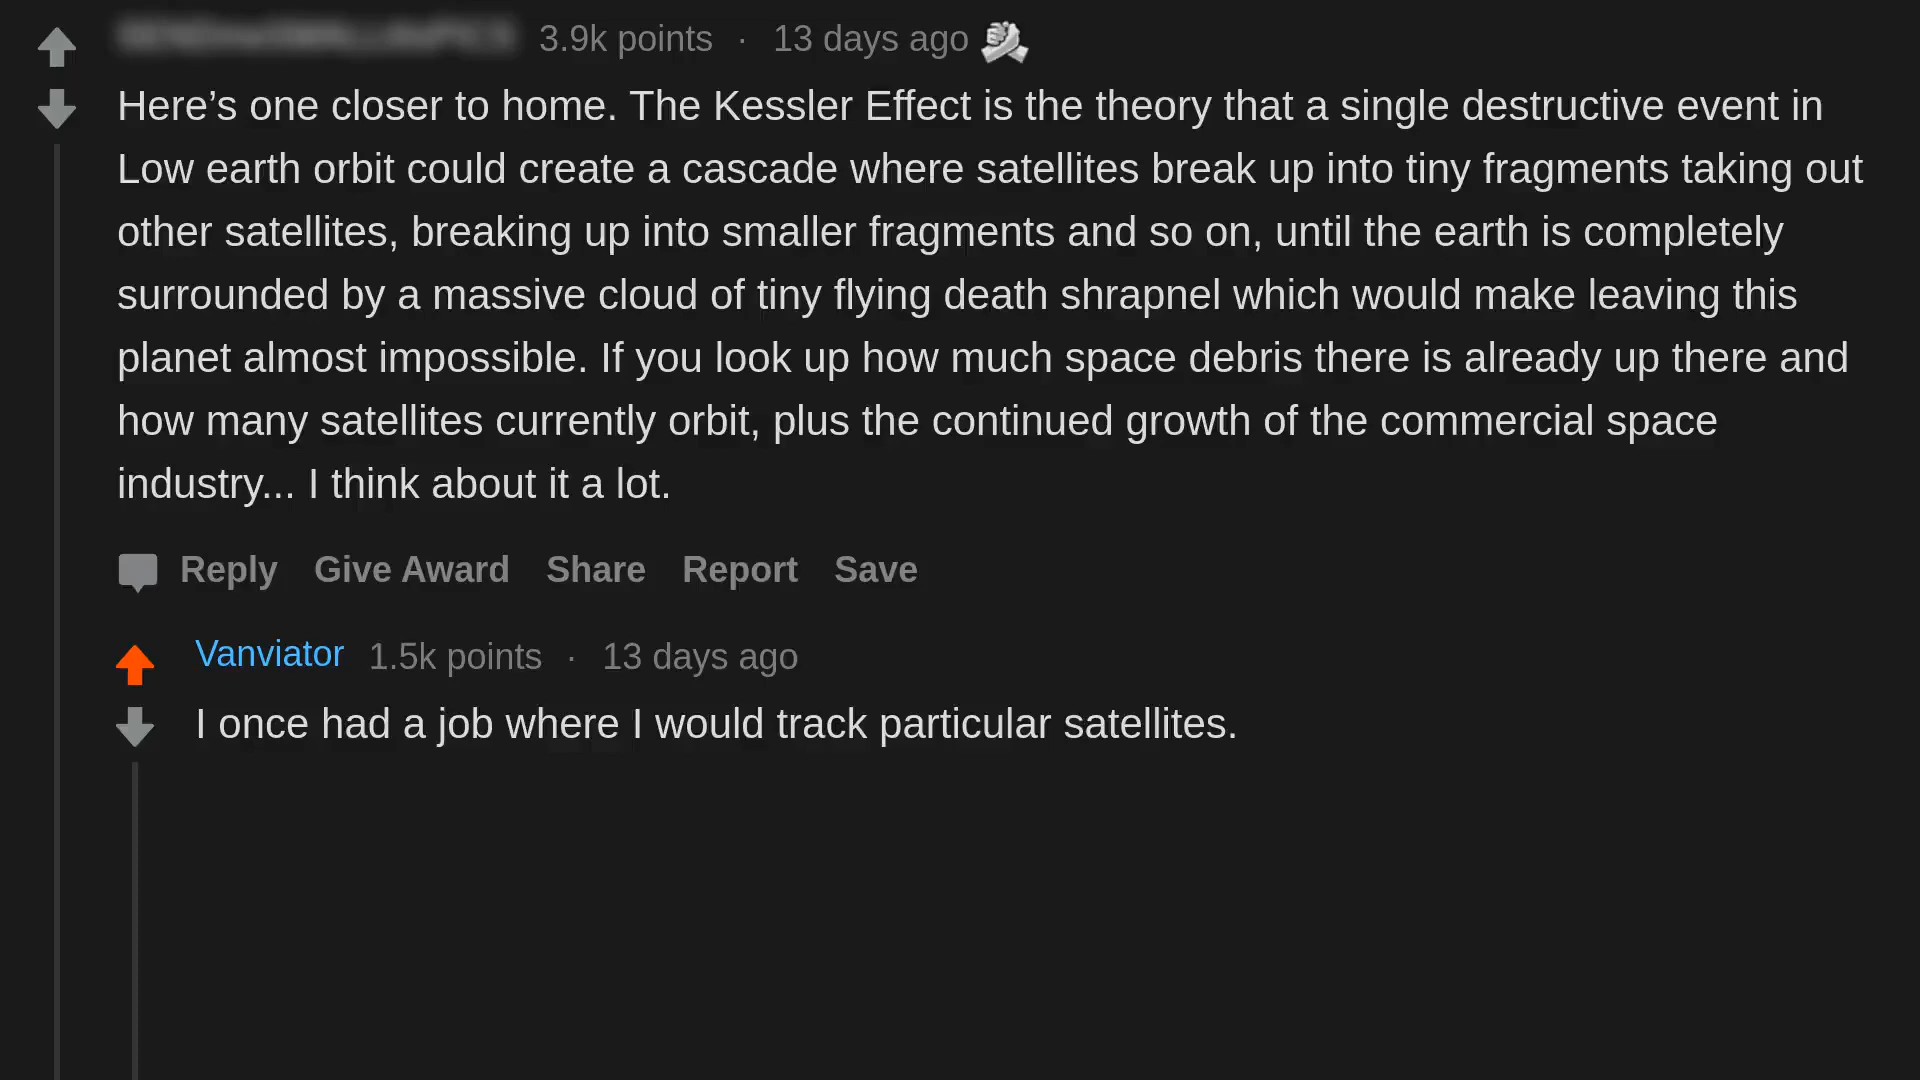 3.9k points · 13 days ago
Here’s one closer to home. The Kessler Effect is the theory that a single destructive event in
Low earth orbit could create a cascade where satellites break up into tiny fragments taking out
other satellites, breaking up into smaller fragments and so on, until the earth is completely
surrounded by a massive cloud of tiny flying death shrapnel which would make leaving this
planet almost impossible. If you look up how much space debris there is already up there and
how many satellites currently orbit, plus the continued growth of the commercial space
industry... I think about it a lot.
Reply Give Award Share Report Save
Vanviator 1.5k points · 13 days ago
I once had a job where I would track particular satellites.